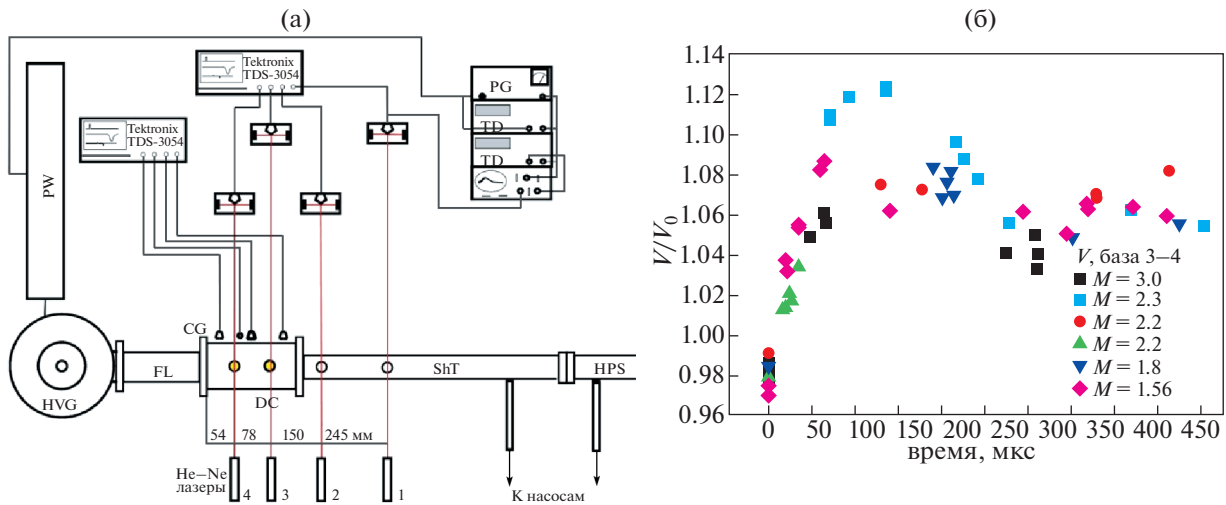 (а)
Tektronix
TDS-3054
Tektronix
TDS-3054
PG
TD
TD
PW
CG
FL
HVG
DC
ShT
HPS
54 78 150 245 мм
He–Ne
лазеры
4 3 2 1
К насосам
(б)
V/V0
1.14
1.12
1.10
1.08
1.06
1.04
1.02
1.00
0.98
0.96
V, база 3–4
M = 3.0
M = 2.3
M = 2.2
M = 2.2
M = 1.8
M = 1.56
0 50 100 150 200 250 300 350 400 450
время, мкс